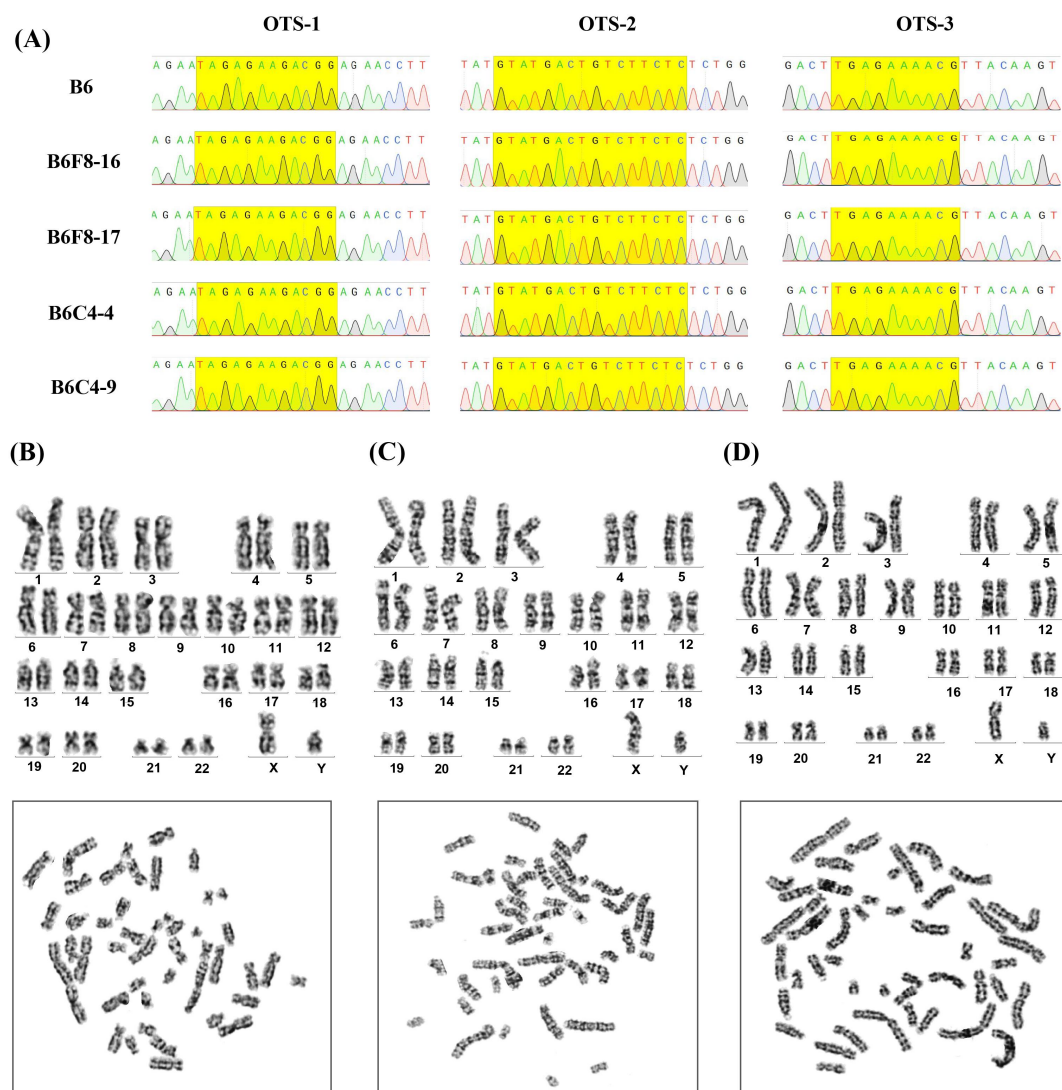 (A)
OTS-1 OTS-2 OTS-3
AGAATAGAGAAGACGGAGAACCTT TATGTATGACTGTCTTCTCTCTGG GACTTGAGAAAACGTTACAAGT
B6
AGAATAGAGAAGACGGAGAACCTT TATGTATGACTGTCTTCTCTCTGG GACTTGAGAAAACGTTACAAGT
B6F8-16
AGAATAGAGAAGACGGAGAACCTT TATGTATGACTGTCTTCTCTCTGG GACTTGAGAAAACGTTACAAGT
B6F8-17
AGAATAGAGAAGACGGAGAACCTT TATGTATGACTGTCTTCTCTCTGG GACTTGAGAAAACGTTACAAGT
B6C4-4
AGAATAGAGAAGACGGAGAACCTT TATGTATGACTGTCTTCTCTCTGG GACTTGAGAAAACGTTACAAGT
B6C4-9
(B)
1 2 3 4 5
6 7 8 9 10 11 12
13 14 15 16 17 18
19 20 21 22 X Y
(C)
1 2 3 4 5
6 7 8 9 10 11 12
13 14 15 16 17 18
19 20 21 22 X Y
(D)
1 2 3 4 5
6 7 8 9 10 11 12
13 14 15 16 17 18
19 20 21 22 X Y